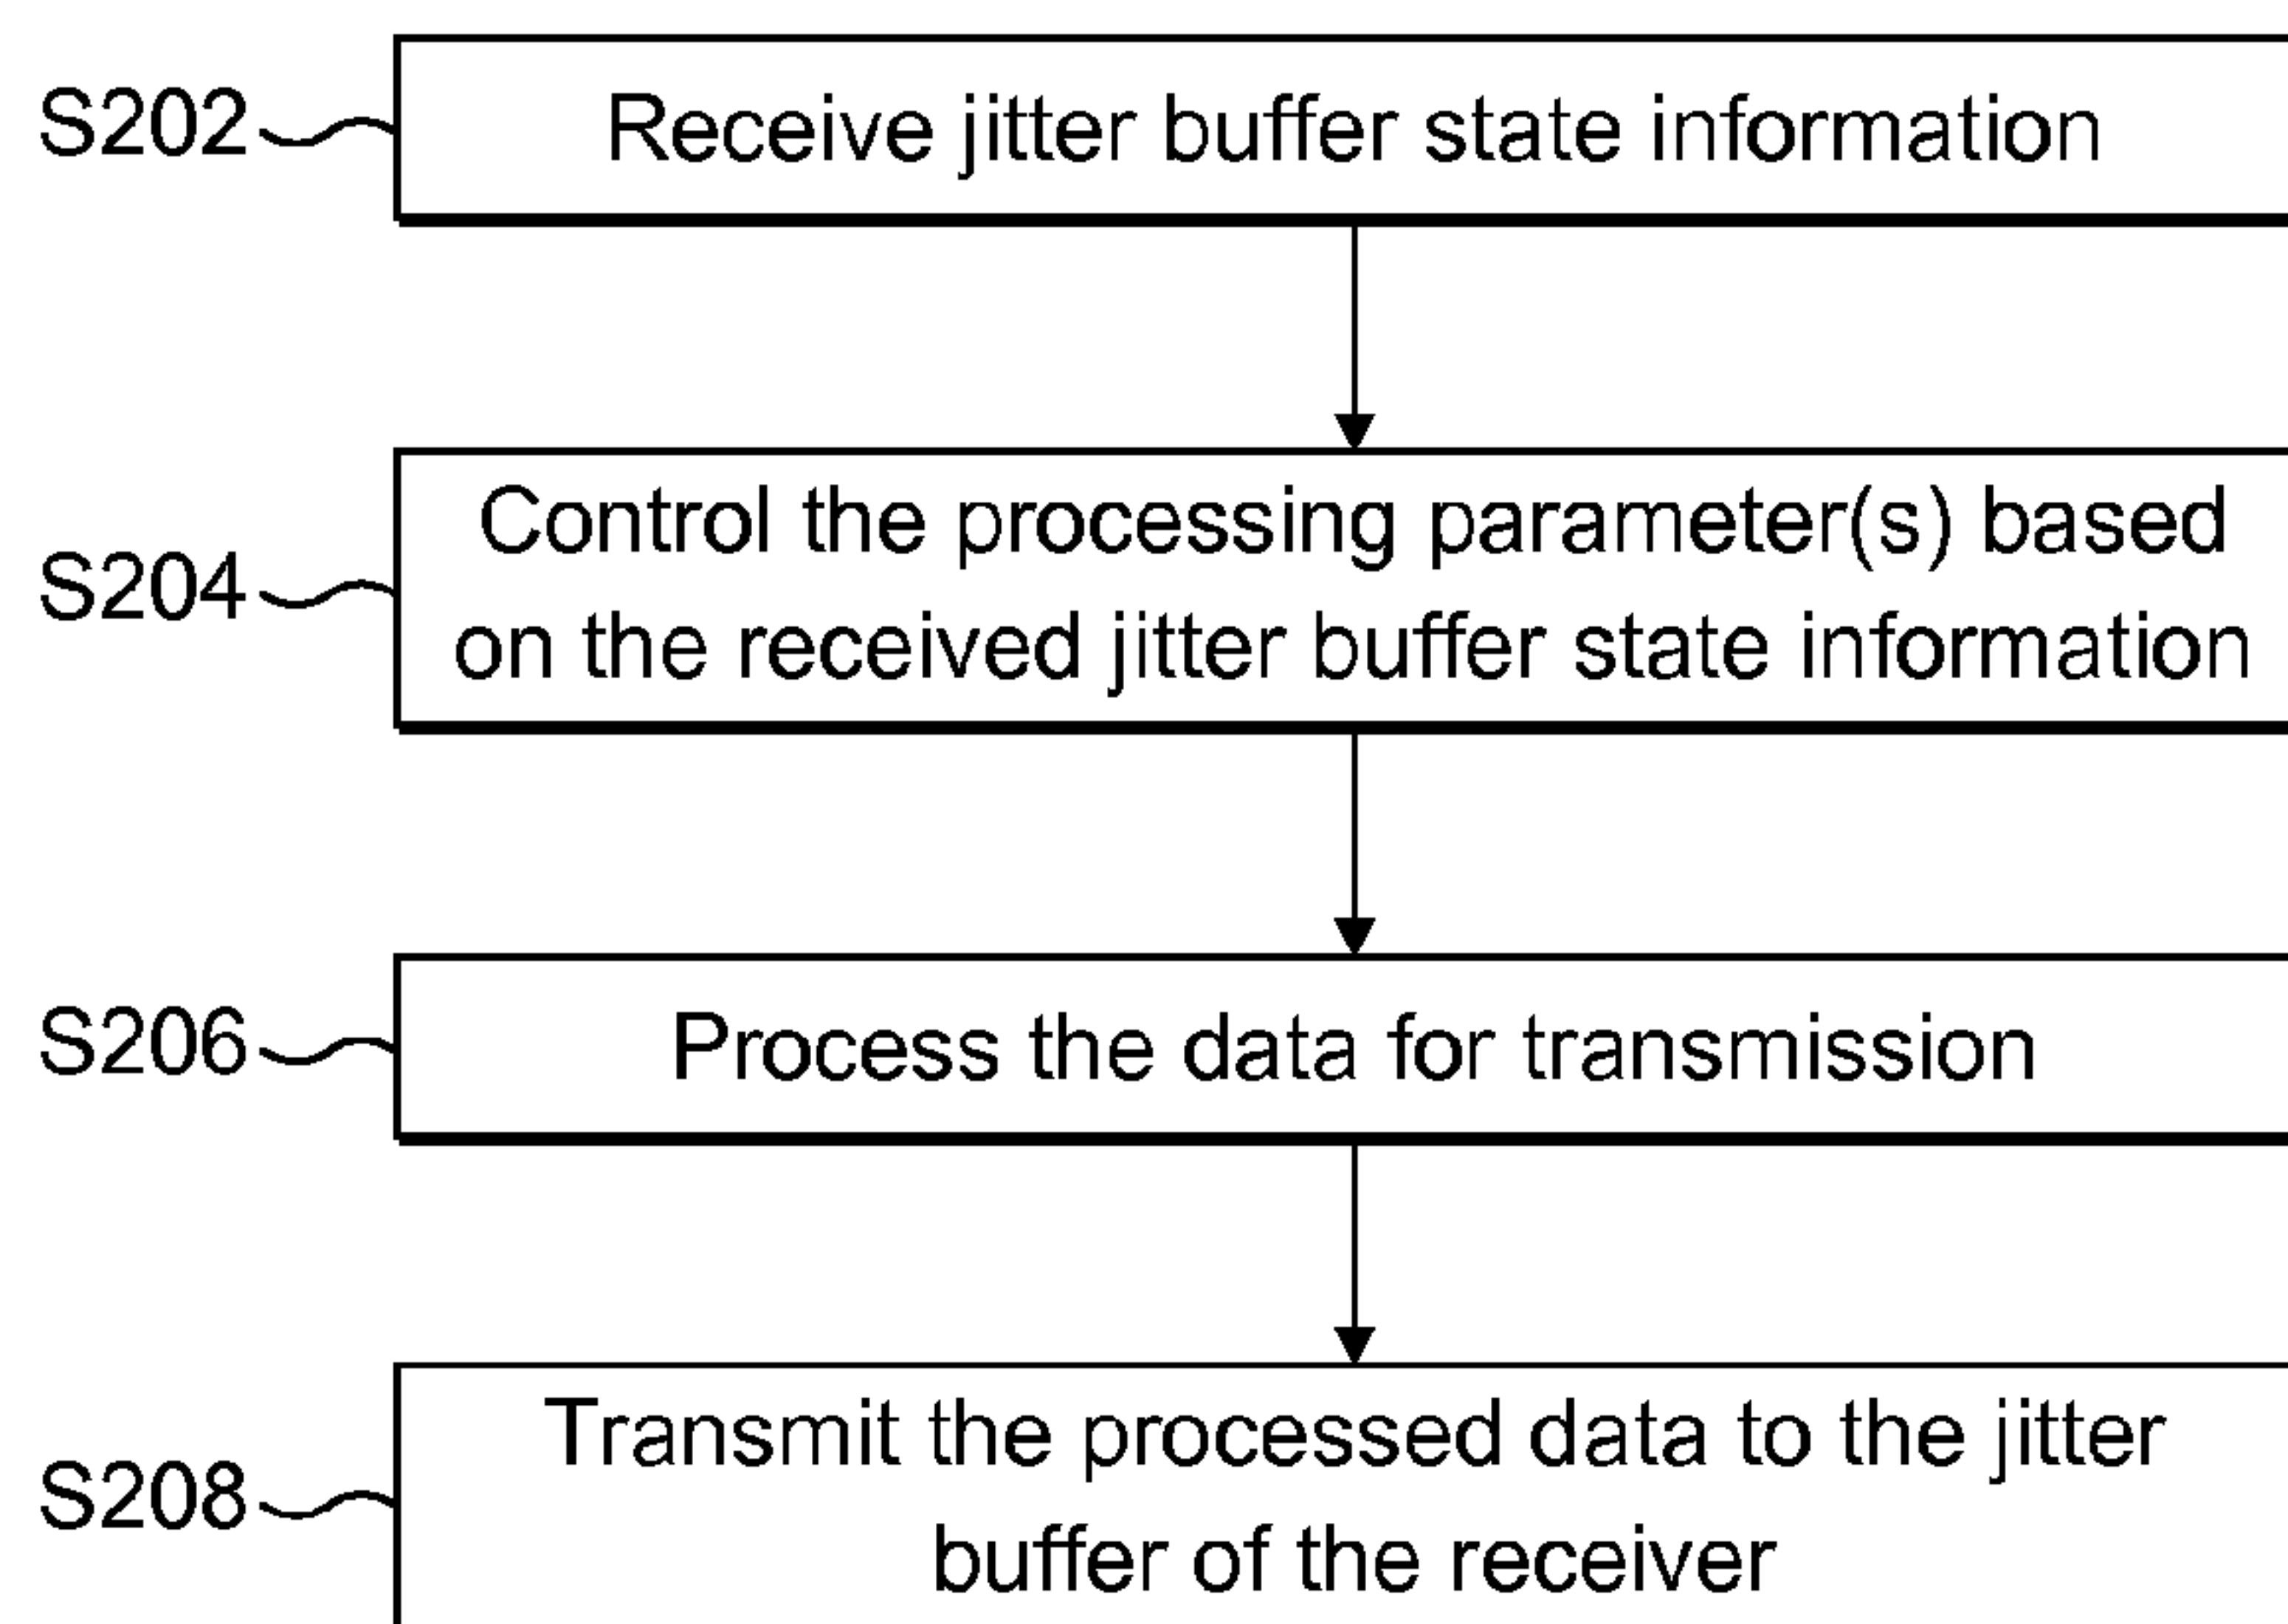 S202
Receive jitter buffer state information
S204
Control the processing parameter(s) based
on the received jitter buffer state information
S206
Process the data for transmission
S208
Transmit the processed data to the jitter
buffer of the receiver